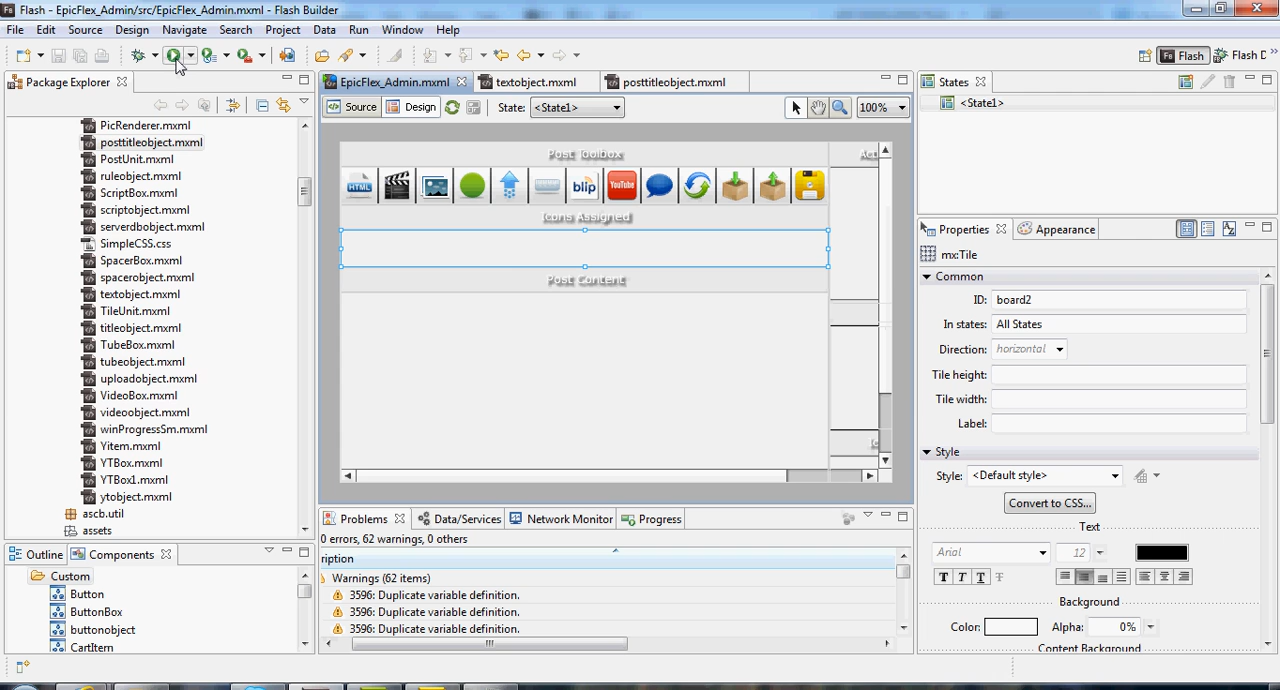 Flash - EpicFlex_Admin/src/EpicFlex_Admin.mxml - Flash Builder
File Edit Source Design Navigate Search Project Data Run Window Help
Flash Flash D
Package Explorer
EpicFlex_Admin.mxml textobject.mxml posttitleobject.mxml
States
Source Design State: <State1> 100%
<State1>
PicRenderer.mxml
posttitleobject.mxml
PostUnit.mxml
ruleobject.mxml
ScriptBox.mxml
scriptobject.mxml
serverdbobject.mxml
SimpleCSS.css
SpacerBox.mxml
spacerobject.mxml
textobject.mxml
TileUnit.mxml
titleobject.mxml
TubeBox.mxml
tubeobject.mxml
uploadobject.mxml
VideoBox.mxml
videoobject.mxml
winProgressSm.mxml
Yitem.mxml
YTBox.mxml
YTBox1.mxml
ytobject.mxml
ascb.util
assets
Post Toolbox
HTML blip YouTube
Icons Assigned
Post Content
Properties Appearance
mx:Tile
Common
ID: board2
In states: All States
Direction: horizontal
Tile height:
Tile width:
Label:
Style
Style: <Default style>
Convert to CSS...
Text
Arial 12
T T T T
Background
Color: Alpha: 0%
Content Background
Outline Components
Custom
Button
ButtonBox
buttonobject
CartItem
Problems Data/Services Network Monitor Progress
0 errors, 62 warnings, 0 others
ription
Warnings (62 items)
3596: Duplicate variable definition.
3596: Duplicate variable definition.
3596: Duplicate variable definition.